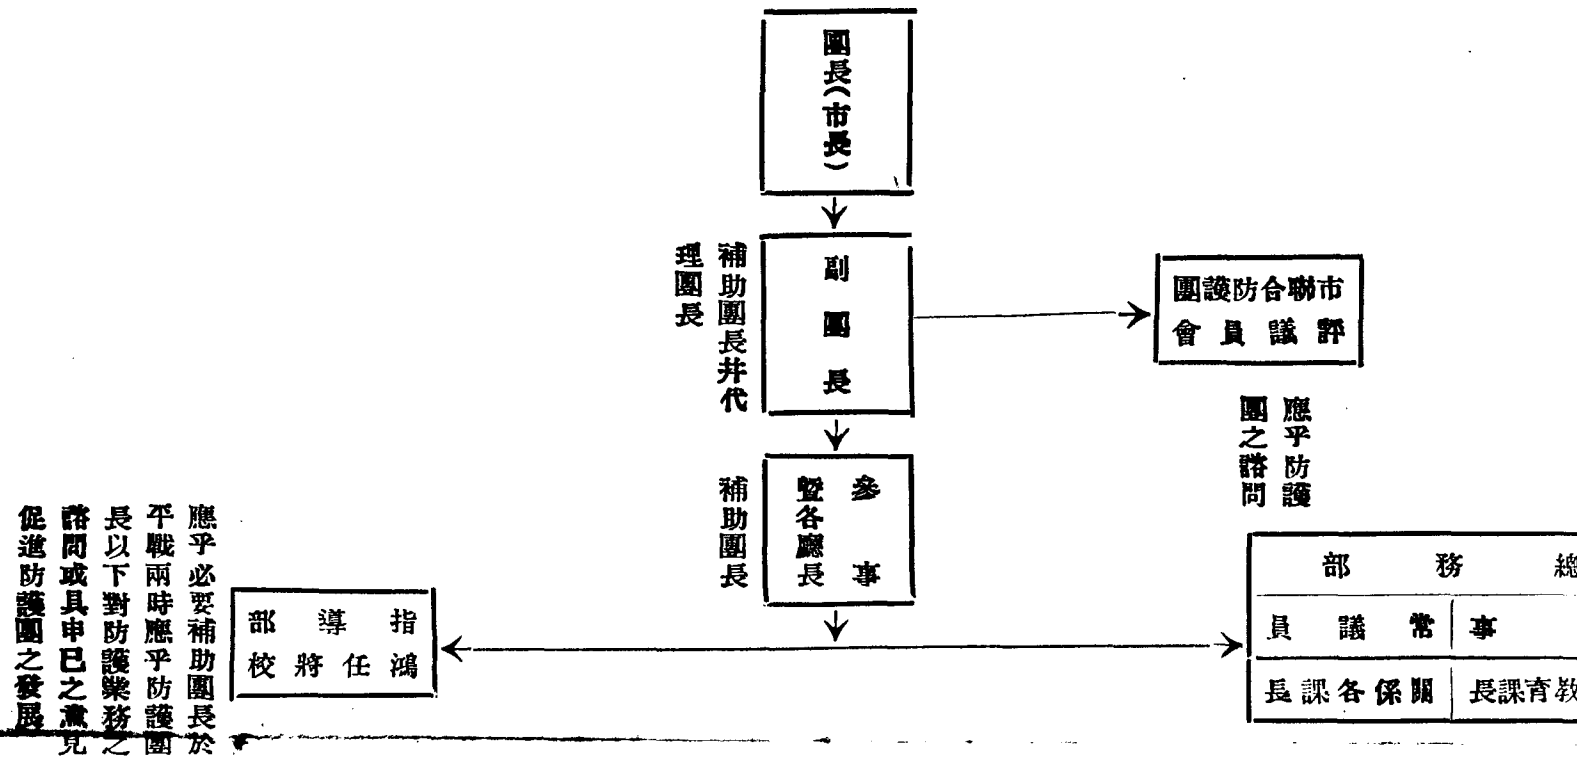 團長(市長)
副團長
補助團長并代
理團長
市聯合防護團
評議員會
應乎防護
團之諮問
參事
暨各廳長
補助團長
總務部
事
常議員
教育課長
關係各課長
指導部
鴻任將校
應乎必要補助團長於
平戰兩時應乎防護團
長以下對防護業務之
諮問或具申已之意見
促進防護團之發展